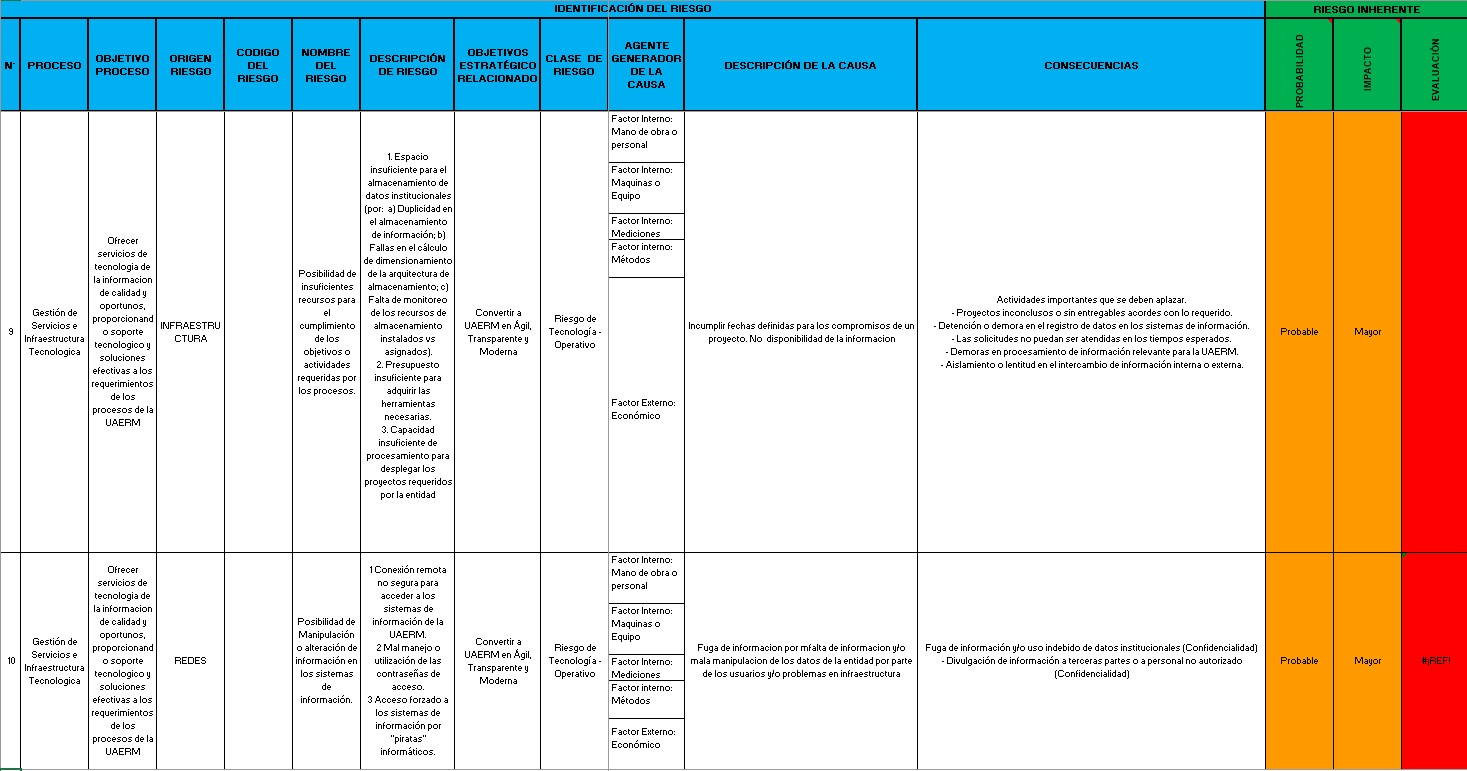 IDENTIFICACIÓN DEL RIESGO
RIESGO INHERENTE
N°
PROCESO
OBJETIVO
PROCESO
ORIGEN
RIESGO
CODIGO
DEL
RIESGO
NOMBRE
DEL
RIESGO
DESCRIPCIÓN
DE RIESGO
OBJETIVOS
ESTRATÉGICO
RELACIONADO
CLASE DE
RIESGO
AGENTE
GENERADOR
DE LA
CAUSA
DESCRIPCIÓN DE LA CAUSA
CONSECUENCIAS
PROBABILIDAD
IMPACTO
EVALUACIÓN
9
Gestión de
Servicios e
Infraestructura
Tecnologica
Ofrecer
servicios de
tecnologia de
la informacion
de calidad y
oportunos,
proporcionand
o soporte
tecnologico y
soluciones
efectivas a los
requerimientos
de los
procesos de la
UAERM
INFRAESTRU
CTURA
Posibilidad de
insuficientes
recursos para
el
cumplimiento
de los
objetivos o
actividades
requeridas por
los procesos.
1. Espacio
insuficiente para el
almacenamiento de
datos institucionales
(por: a) Duplicidad en
el almacenamiento
de información; b)
Fallas en el cálculo
de dimensionamiento
de la arquitectura de
almacenamiento; c)
Falta de monitoreo
de los recursos de
almacenamiento
instalados vs
asignados).
2. Presupuesto
insuficiente para
adquirir las
herramientas
necesarias.
3. Capacidad
insuficiente de
procesamiento para
desplegar los
proyectos requeridos
por la entidad
Convertir a
UAERM en Ágil,
Transparente y
Moderna
Riesgo de
Tecnología -
Operativo
Factor Interno:
Mano de obra o
personal
Factor Interno:
Maquinas o
Equipo
Factor Interno:
Mediciones
Factor interno:
Métodos
Factor Externo:
Económico
Incumplir fechas definidas para los compromisos de un
proyecto. No disponibilidad de la informacion
Actividades importantes que se deben aplazar.
- Proyectos inconclusos o sin entregables acordes con lo requerido.
- Detención o demora en el registro de datos en los sistemas de información.
- Las solicitudes no puedan ser atendidas en los tiempos esperados.
- Demoras en procesamiento de información relevante para la UAERM.
- Aislamiento o lentitud en el intercambio de información interna o externa.
Probable
Mayor
10
Gestión de
Servicios e
Infraestructura
Tecnologica
Ofrecer
servicios de
tecnologia de
la informacion
de calidad y
oportunos,
proporcionand
o soporte
tecnologico y
soluciones
efectivas a los
requerimientos
de los
procesos de la
UAERM
REDES
Posibilidad de
Manipulación
o alteración de
información en
los sistemas
de
información.
1 Conexión remota
no segura para
acceder a los
sistemas de
información de la
UAERM.
2 Mal manejo o
utilización de las
contraseñas de
acceso.
3 Acceso forzado a
los sistemas de
información por
"piratas"
informáticos.
Convertir a
UAERM en Ágil,
Transparente y
Moderna
Riesgo de
Tecnología -
Operativo
Factor Interno:
Mano de obra o
personal
Factor Interno:
Maquinas o
Equipo
Factor Interno:
Mediciones
Factor interno:
Métodos
Factor Externo:
Económico
Fuga de informacion por mfalta de informacion y/o
mala manipulacion de los datos de la entidad por parte
de los usuarios y/o problemas en infraestructura
Fuga de información y/o uso indebido de datos institucionales (Confidencialidad)
- Divulgación de información a terceras partes o a personal no autorizado
(Confidencialidad)
Probable
Mayor
#¡REF!